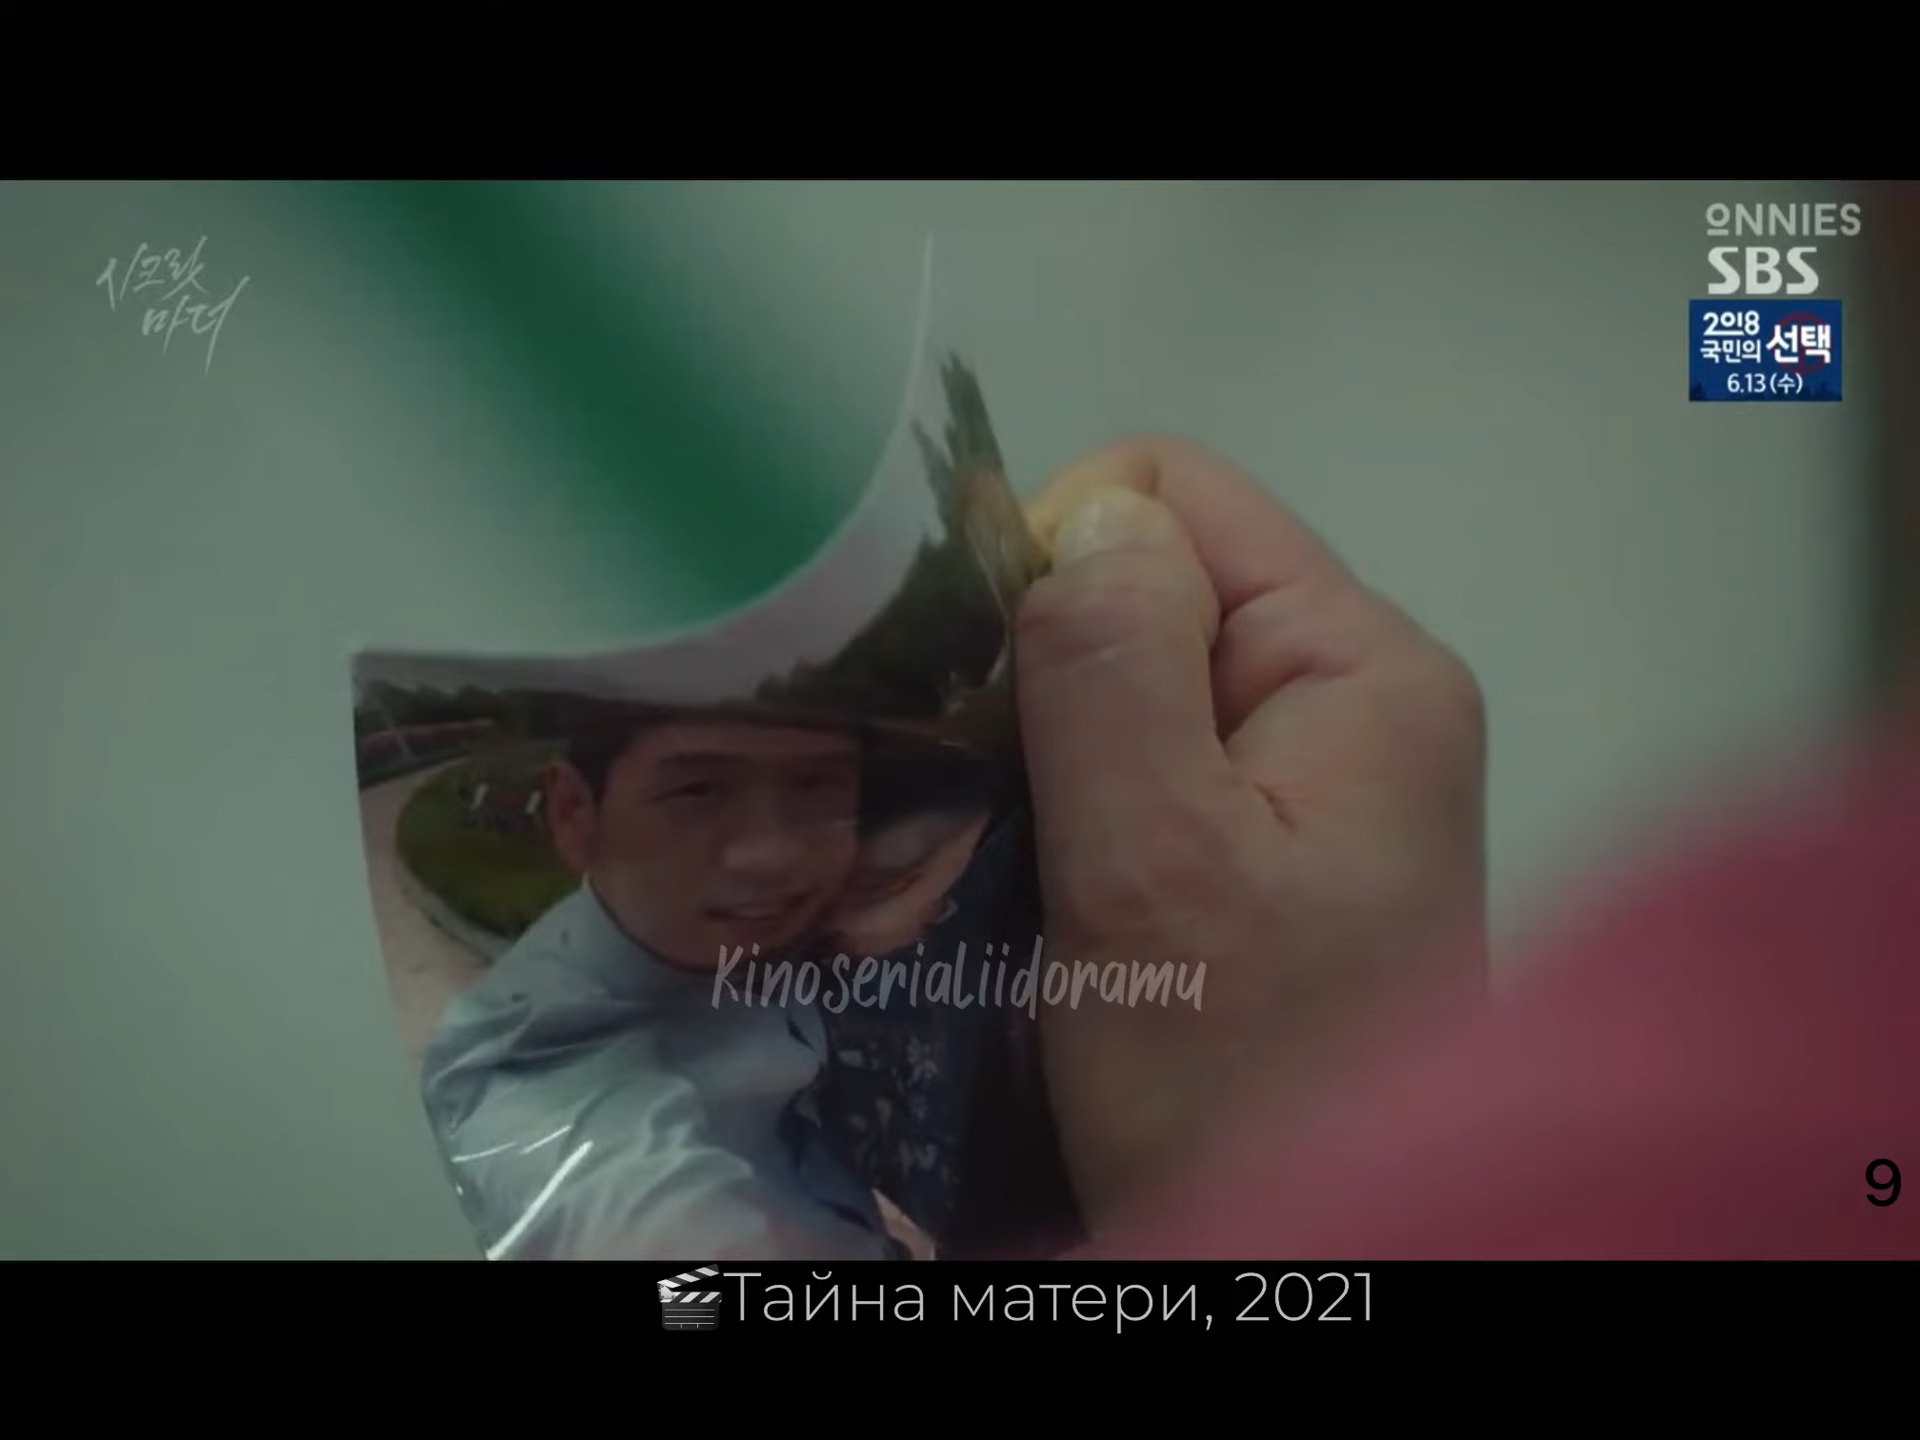 시크릿
마더
ONNIES
SBS
2018
국민의 선택
6.13(수)
Kinoserialiidoramu
9
🎬Тайна матери, 2021